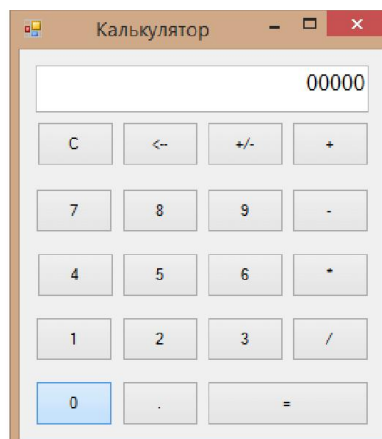 Калькулятор
00000
C <-- +/- +
7 8 9 -
4 5 6 *
1 2 3 /
0 . =